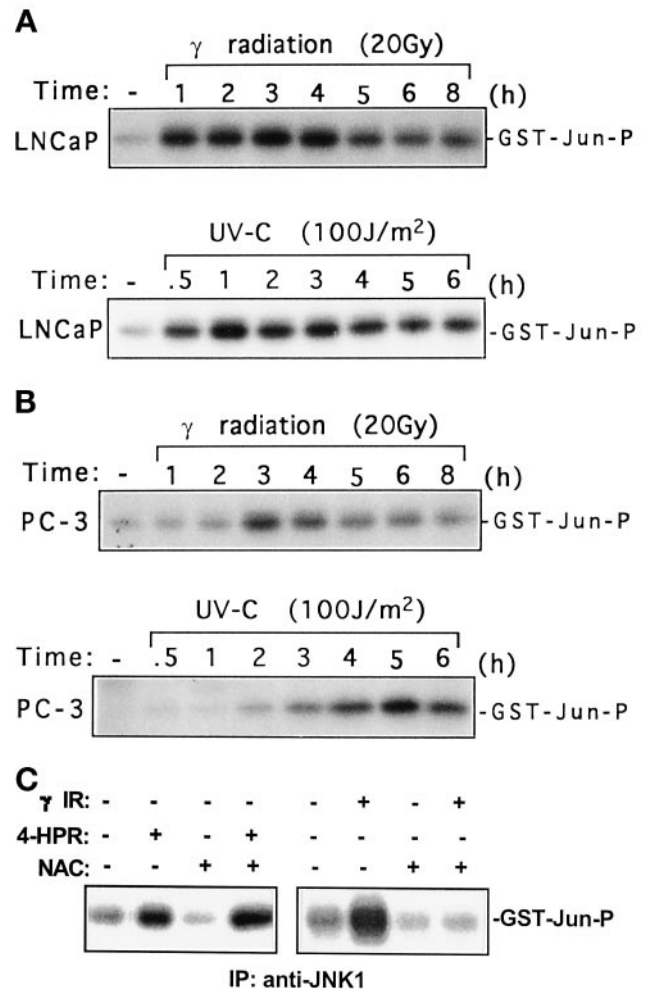 A
γ radiation (20Gy)
Time: - 1 2 3 4 5 6 8 (h)
LNCaP -GST-Jun-P
UV-C (100J/m²)
Time: - .5 1 2 3 4 5 6 (h)
LNCaP -GST-Jun-P
B
γ radiation (20Gy)
Time: - 1 2 3 4 5 6 8 (h)
PC-3 -GST-Jun-P
UV-C (100J/m²)
Time: - .5 1 2 3 4 5 6 (h)
PC-3 -GST-Jun-P
C
γ IR: - - - - - + - +
4-HPR: - + - + - - - -
NAC: - - + + - - + +
-GST-Jun-P
IP: anti-JNK1